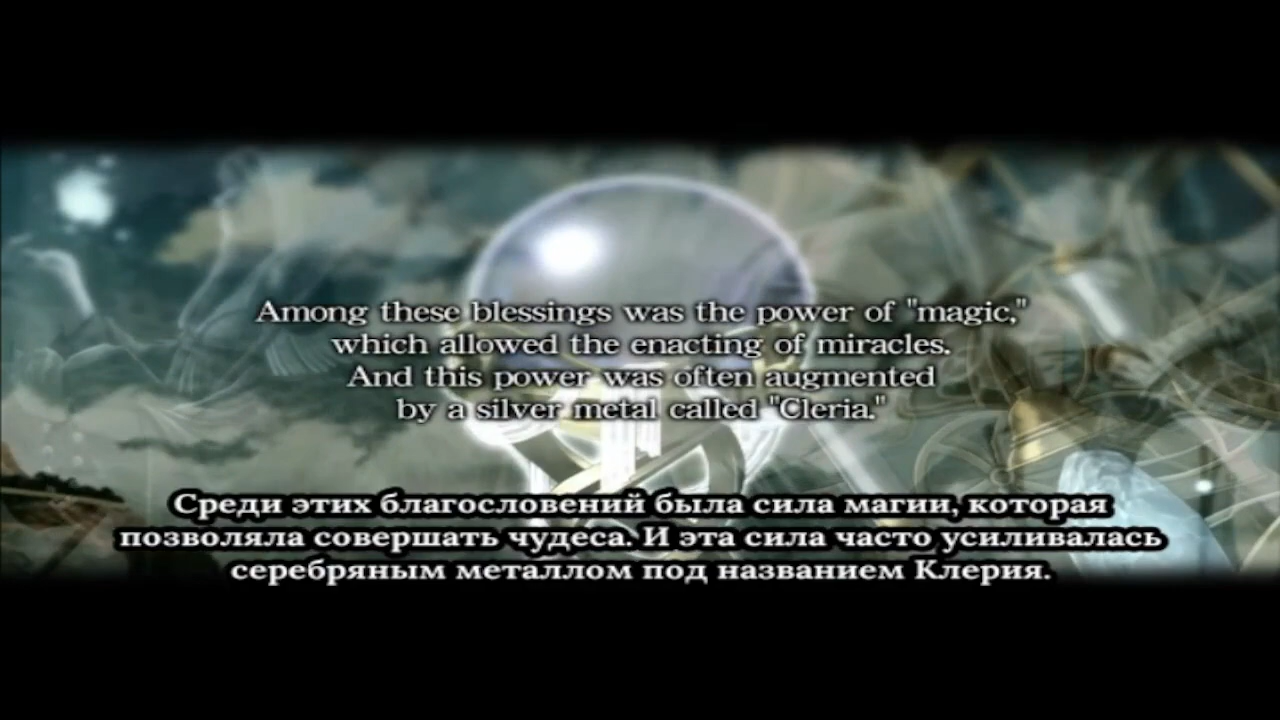 Among these blessings was the power of "magic,"
which allowed the enacting of miracles.
And this power was often augmented
by a silver metal called "Cleria."
Среди этих благословений была сила магии, которая
позволяла совершать чудеса. И эта сила часто усиливалась
серебряным металлом под названием Клерия.